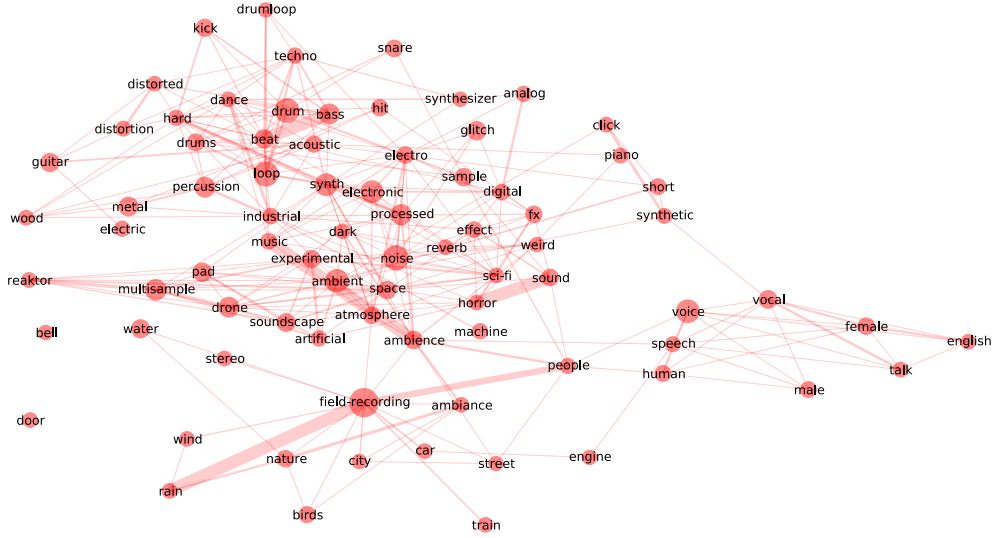 drumloop
kick
snare
techno
distorted
dance
synthesizer
analog
hit
drum
bass
hard
distortion
click
glitch
beat
drums
acoustic
piano
electro
guitar
loop
sample
synth
percussion
electronic
digital
short
metal
wood
industrial
processed
fx
synthetic
electric
dark
effect
music
reverb
weird
experimental
noise
pad
sci-fi
reaktor
ambient
sound
multisample
space
horror
vocal
drone
voice
atmosphere
soundscape
bell
water
female
machine
artificial
ambience
speech
english
stereo
people
human
talk
male
field-recording
ambiance
door
wind
car
nature
city
street
engine
rain
birds
train